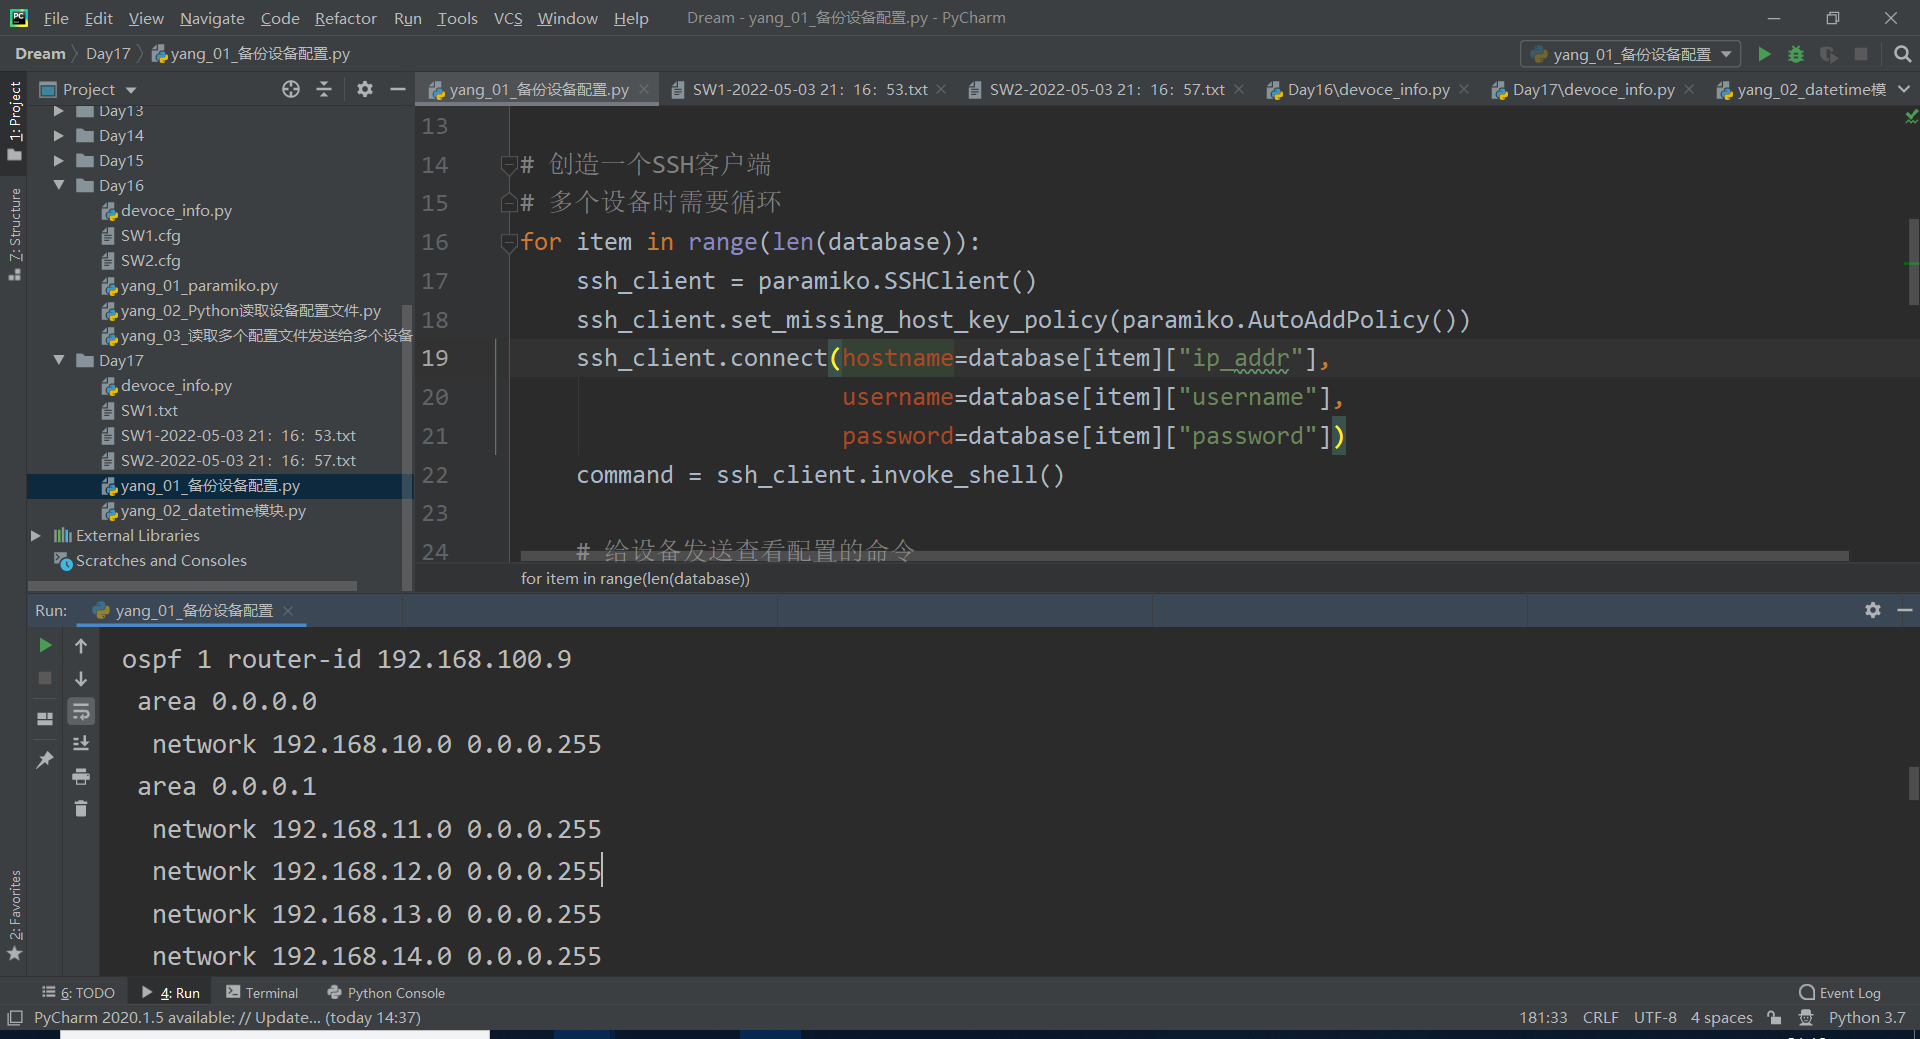 File Edit View Navigate Code Refactor Run Tools VCS Window Help Dream - yang_01_备份设备配置.py - PyCharm
Dream Day17 yang_01_备份设备配置.py yang_01_备份设备配置
Project yang_01_备份设备配置.py SW1-2022-05-03 21：16：53.txt SW2-2022-05-03 21：16：57.txt Day16\devoce_info.py Day17\devoce_info.py yang_02_datetime模
1: Project
7: Structure
2: Favorites
Day13
Day14
Day15
Day16
devoce_info.py
SW1.cfg
SW2.cfg
yang_01_paramiko.py
yang_02_Python读取设备配置文件.py
yang_03_读取多个配置文件发送给多个设备
Day17
devoce_info.py
SW1.txt
SW1-2022-05-03 21：16：53.txt
SW2-2022-05-03 21：16：57.txt
yang_01_备份设备配置.py
yang_02_datetime模块.py
External Libraries
Scratches and Consoles
13
14 # 创造一个SSH客户端
15 # 多个设备时需要循环
16 for item in range(len(database)):
17 ssh_client = paramiko.SSHClient()
18 ssh_client.set_missing_host_key_policy(paramiko.AutoAddPolicy())
19 ssh_client.connect(hostname=database[item]["ip_addr"],
20 username=database[item]["username"],
21 password=database[item]["password"])
22 command = ssh_client.invoke_shell()
23
24 # 给设备发送查看配置的命令
for item in range(len(database))
Run: yang_01_备份设备配置
ospf 1 router-id 192.168.100.9
area 0.0.0.0
network 192.168.10.0 0.0.0.255
area 0.0.0.1
network 192.168.11.0 0.0.0.255
network 192.168.12.0 0.0.0.255
network 192.168.13.0 0.0.0.255
network 192.168.14.0 0.0.0.255
6: TODO 4: Run Terminal Python Console Event Log
PyCharm 2020.1.5 available: // Update... (today 14:37) 181:33 CRLF UTF-8 4 spaces Python 3.7